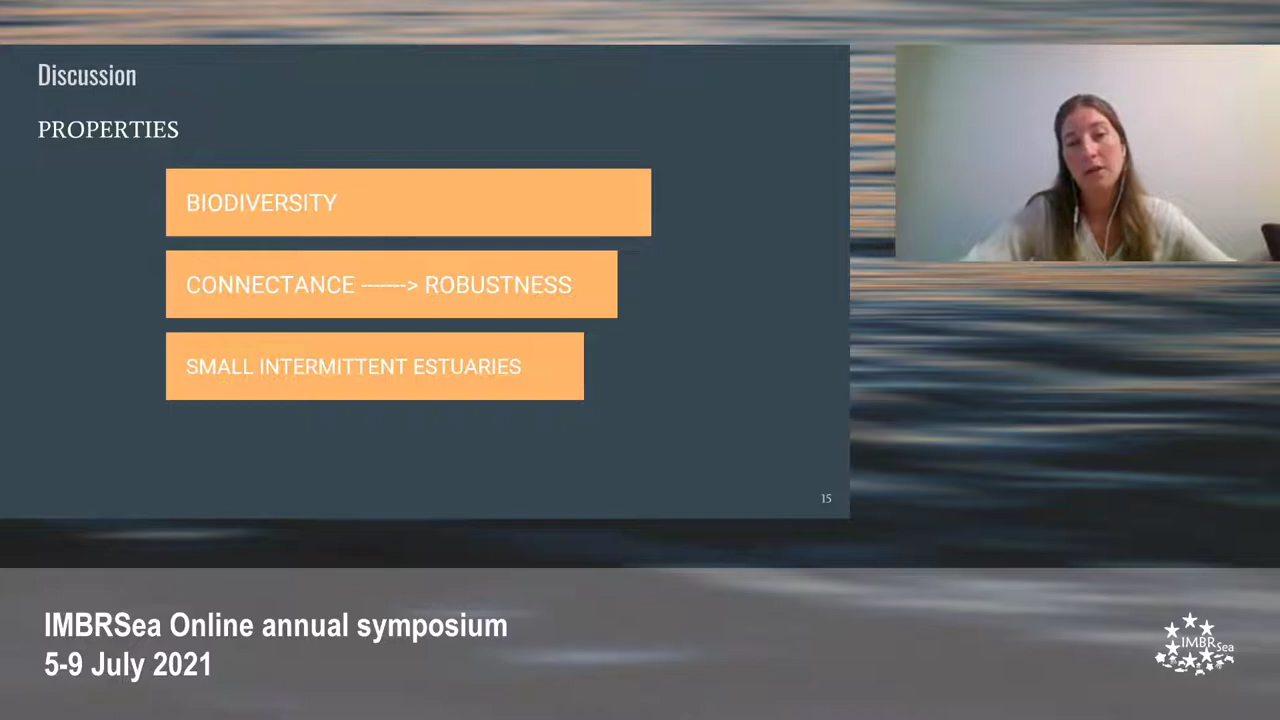 Discussion
PROPERTIES
BIODIVERSITY
CONNECTANCE -------> ROBUSTNESS
SMALL INTERMITTENT ESTUARIES
15
IMBRSea Online annual symposium
5-9 July 2021
IMBRSea